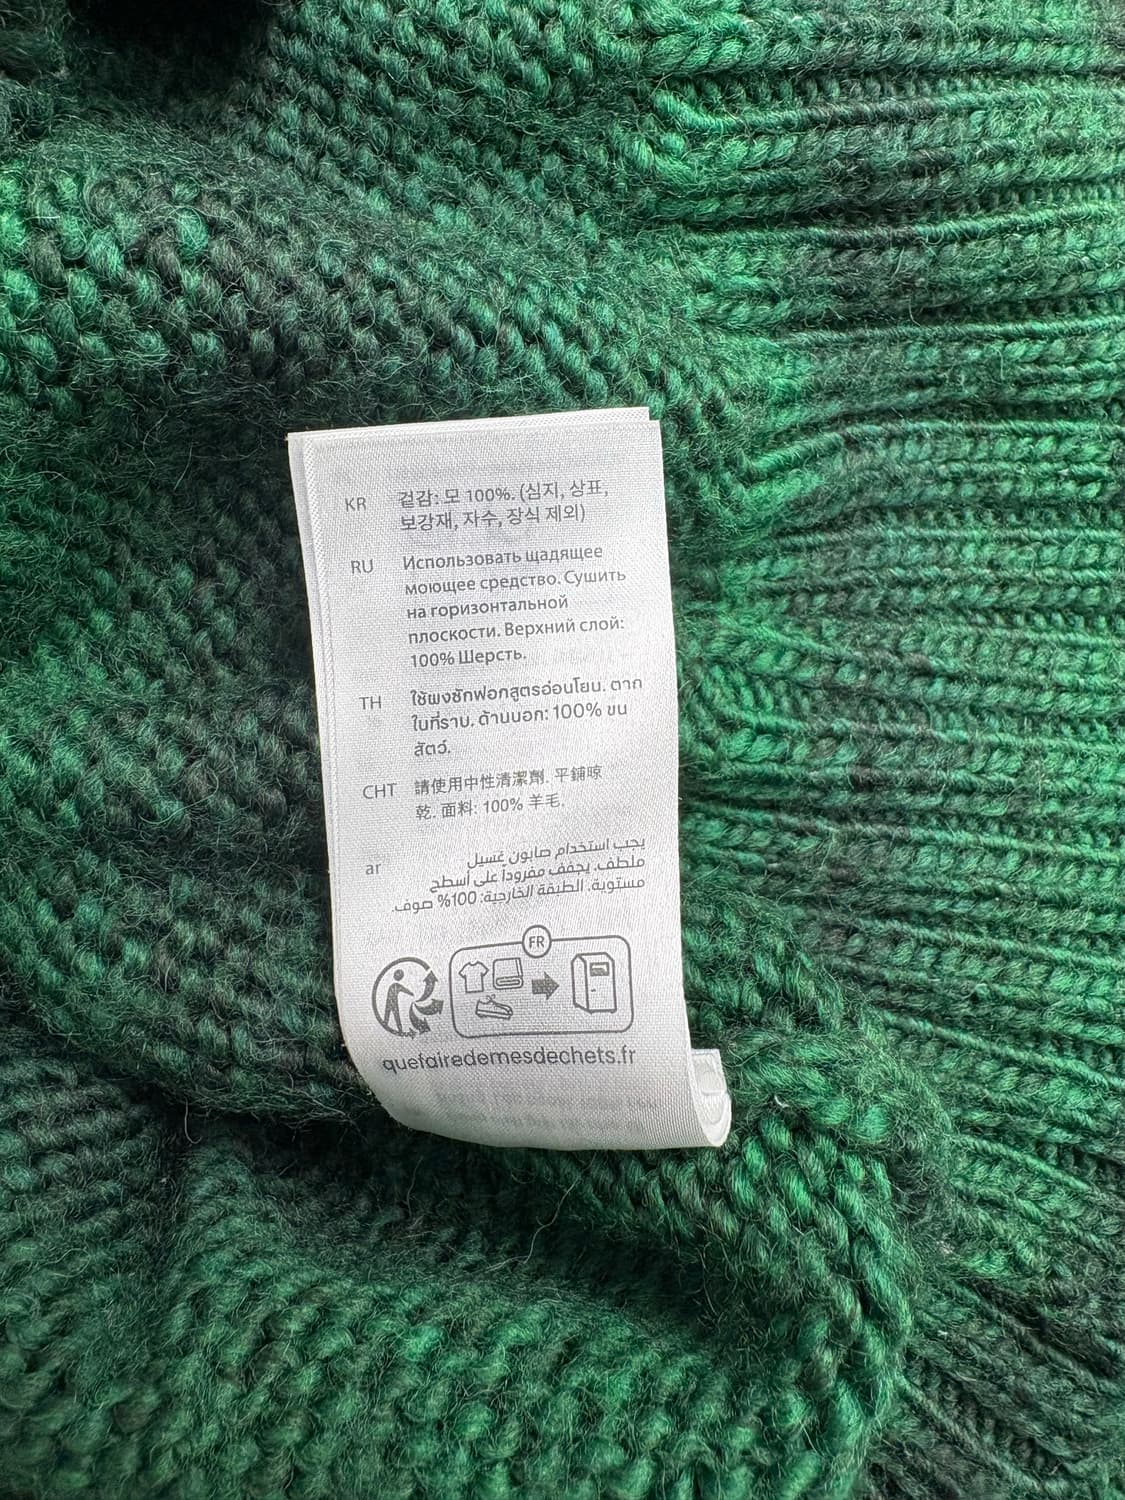 KR 겉감: 모 100%. (심지, 상표,
보강재, 자수, 장식 제외)
RU Использовать щадящее
моющее средство. Сушить
на горизонтальной
плоскости. Верхний слой:
100% Шерсть.
TH ใช้ผงซักฟอกสูตรอ่อนโยน. ตาก
ในที่ราบ. ด้านนอก: 100% ขน
สัตว์.
CHT 請使用中性清潔劑. 平鋪晾
乾. 面料: 100% 羊毛.
ar يجب استخدام صابون غسيل
ملطف. يجفف مفروداً على أسطح
مستوية. الطبقة الخارجية: 100% صوف.
FR
quefairedemesdechets.fr